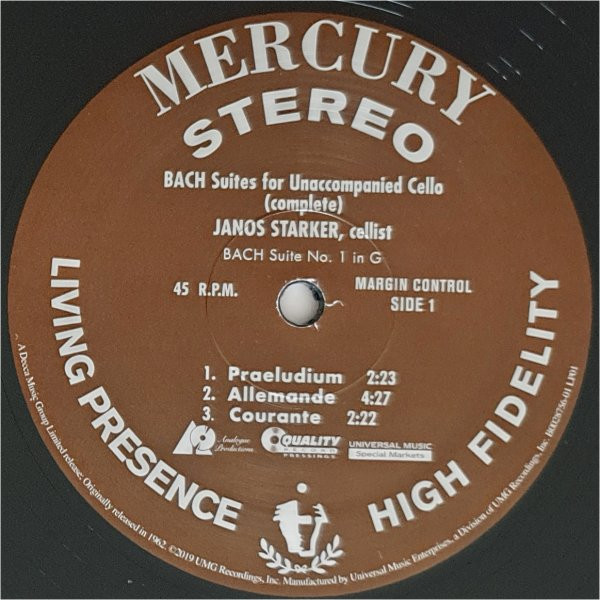 MERCURY
STEREO
BACH Suites for Unaccompanied Cello
(complete)
JANOS STARKER, cellist
BACH Suite No. 1 in G
45 R.P.M.
MARGIN CONTROL
SIDE 1
1. Praeludium 2:23
2. Allemande 4:27
3. Courante 2:22
Analogue
Productions
QUALITY
RECORD
PRESSINGS
UNIVERSAL MUSIC
Special Markets
LIVING PRESENCE
HIGH FIDELITY
A Decca Music Group Limited release. Originally released in 1962. ©2019 UMG Recordings, Inc. Manufactured by Universal Music Enterprises, a Division of UMG Recordings, Inc. B0028756-01 LP01